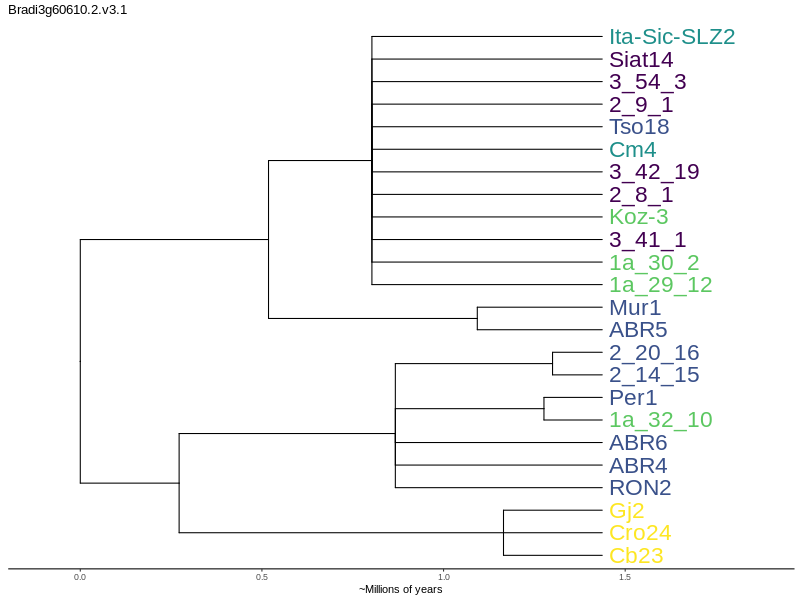 Bradi3g60610.2.v3.1
Ita-Sic-SLZ2
Siat14
3_54_3
2_9_1
Tso18
Cm4
3_42_19
2_8_1
Koz-3
3_41_1
1a_30_2
1a_29_12
Mur1
ABR5
2_20_16
2_14_15
Per1
1a_32_10
ABR6
ABR4
RON2
Gj2
Cro24
Cb23
0.0 0.5 1.0 1.5
~Millions of years